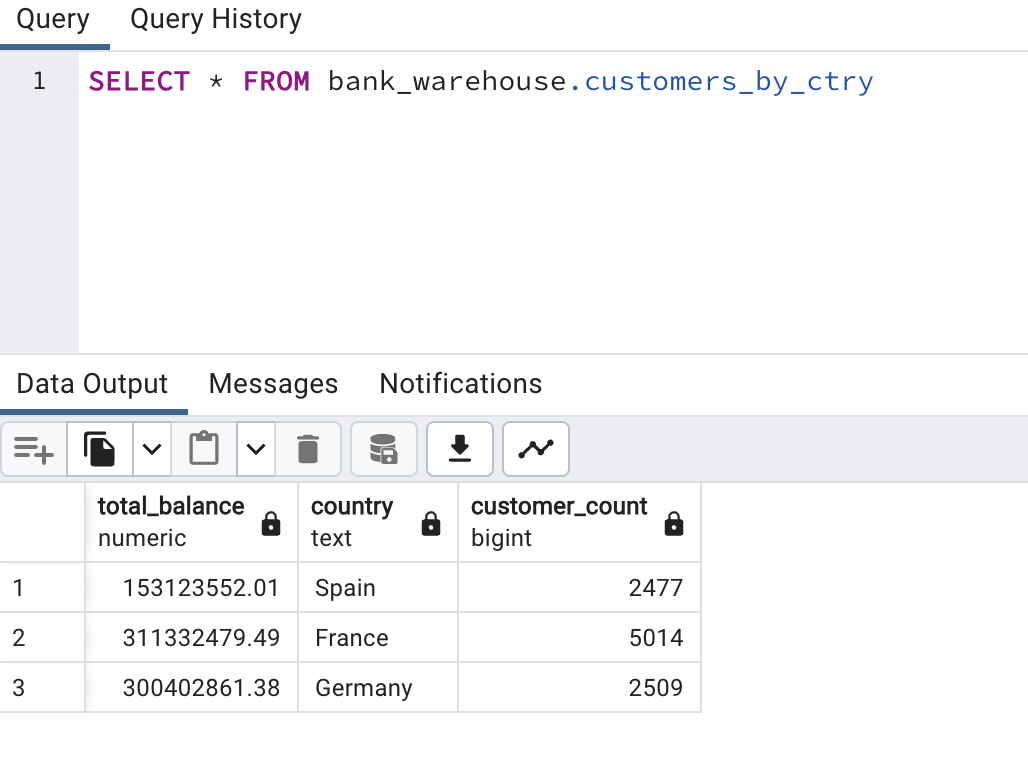 Query Query History
1 SELECT * FROM bank_warehouse.customers_by_ctry
Data Output Messages Notifications
total_balance country customer_count
numeric text bigint
1 153123552.01 Spain 2477
2 311332479.49 France 5014
3 300402861.38 Germany 2509